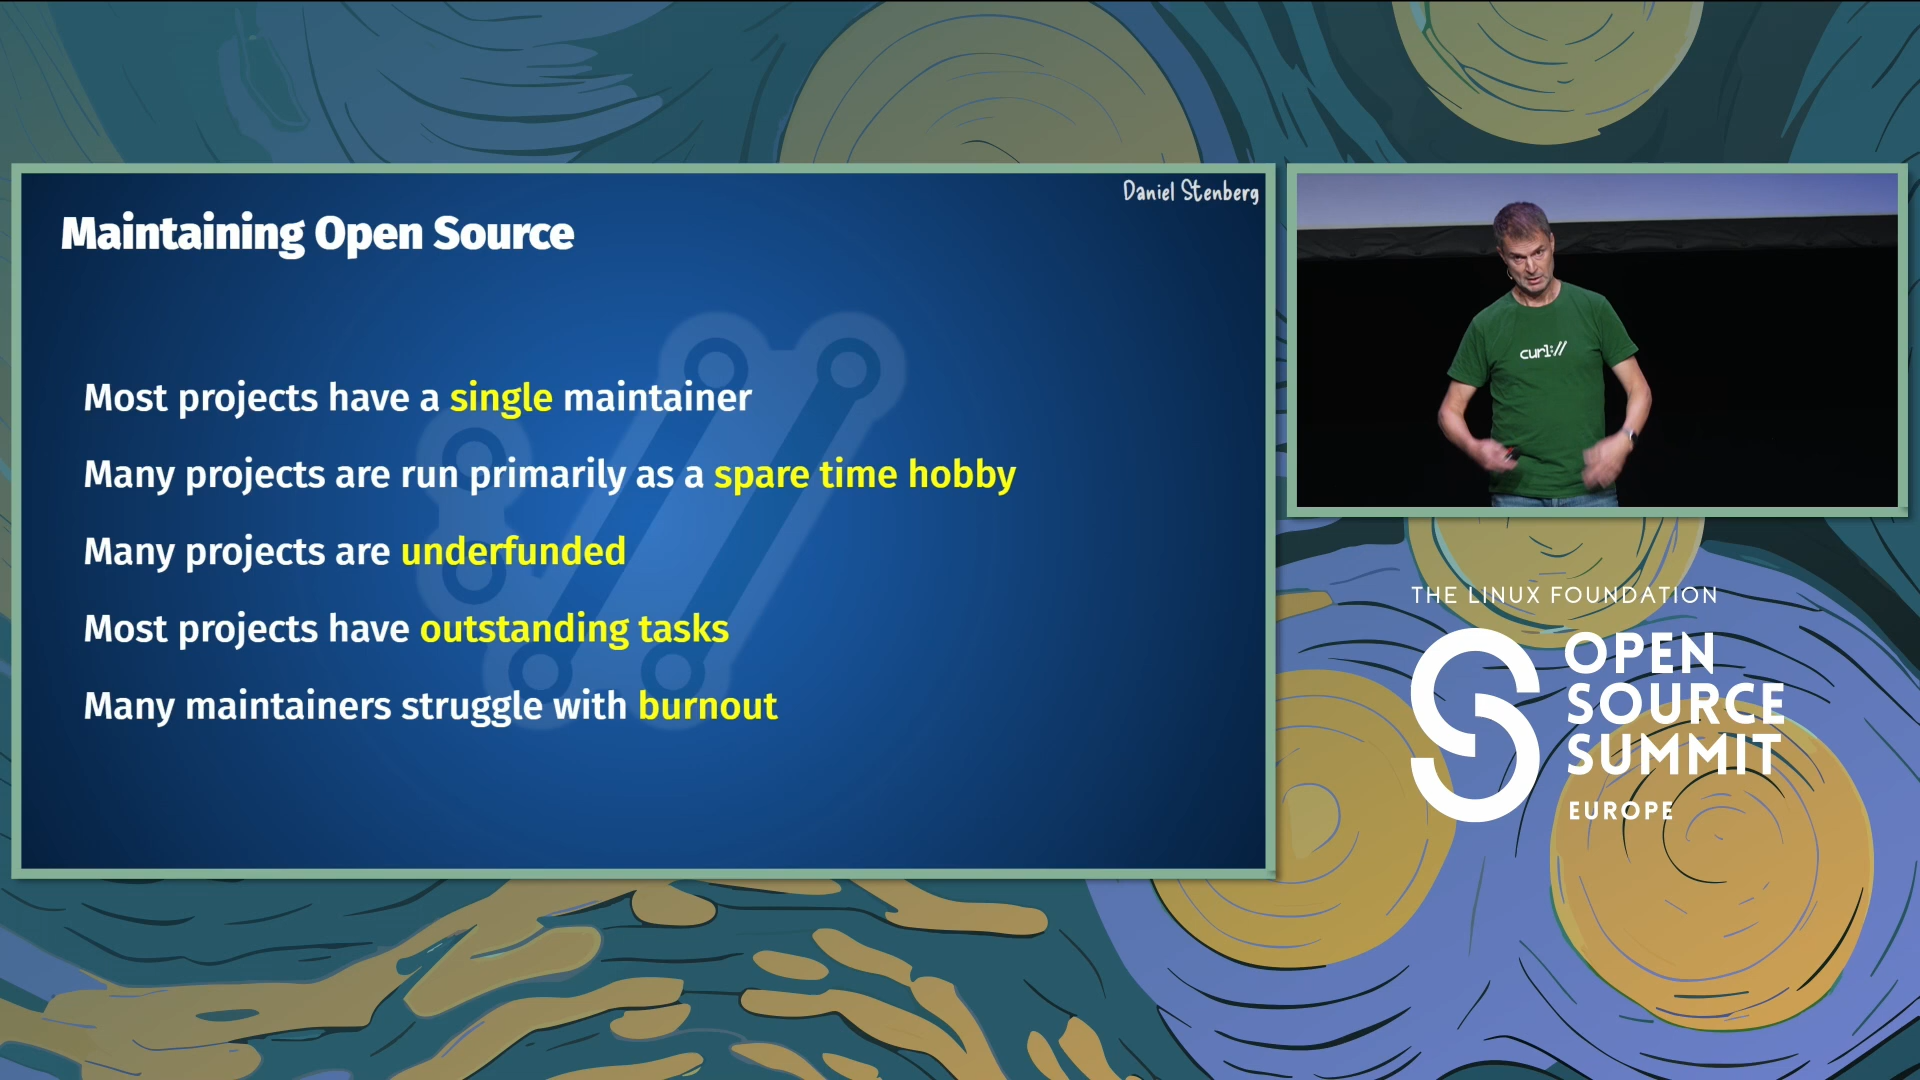 Daniel Stenberg
Maintaining Open Source
Most projects have a single maintainer
Many projects are run primarily as a spare time hobby
Many projects are underfunded
Most projects have outstanding tasks
Many maintainers struggle with burnout
curl://
THE LINUX FOUNDATION
OPEN
SOURCE
SUMMIT
EUROPE